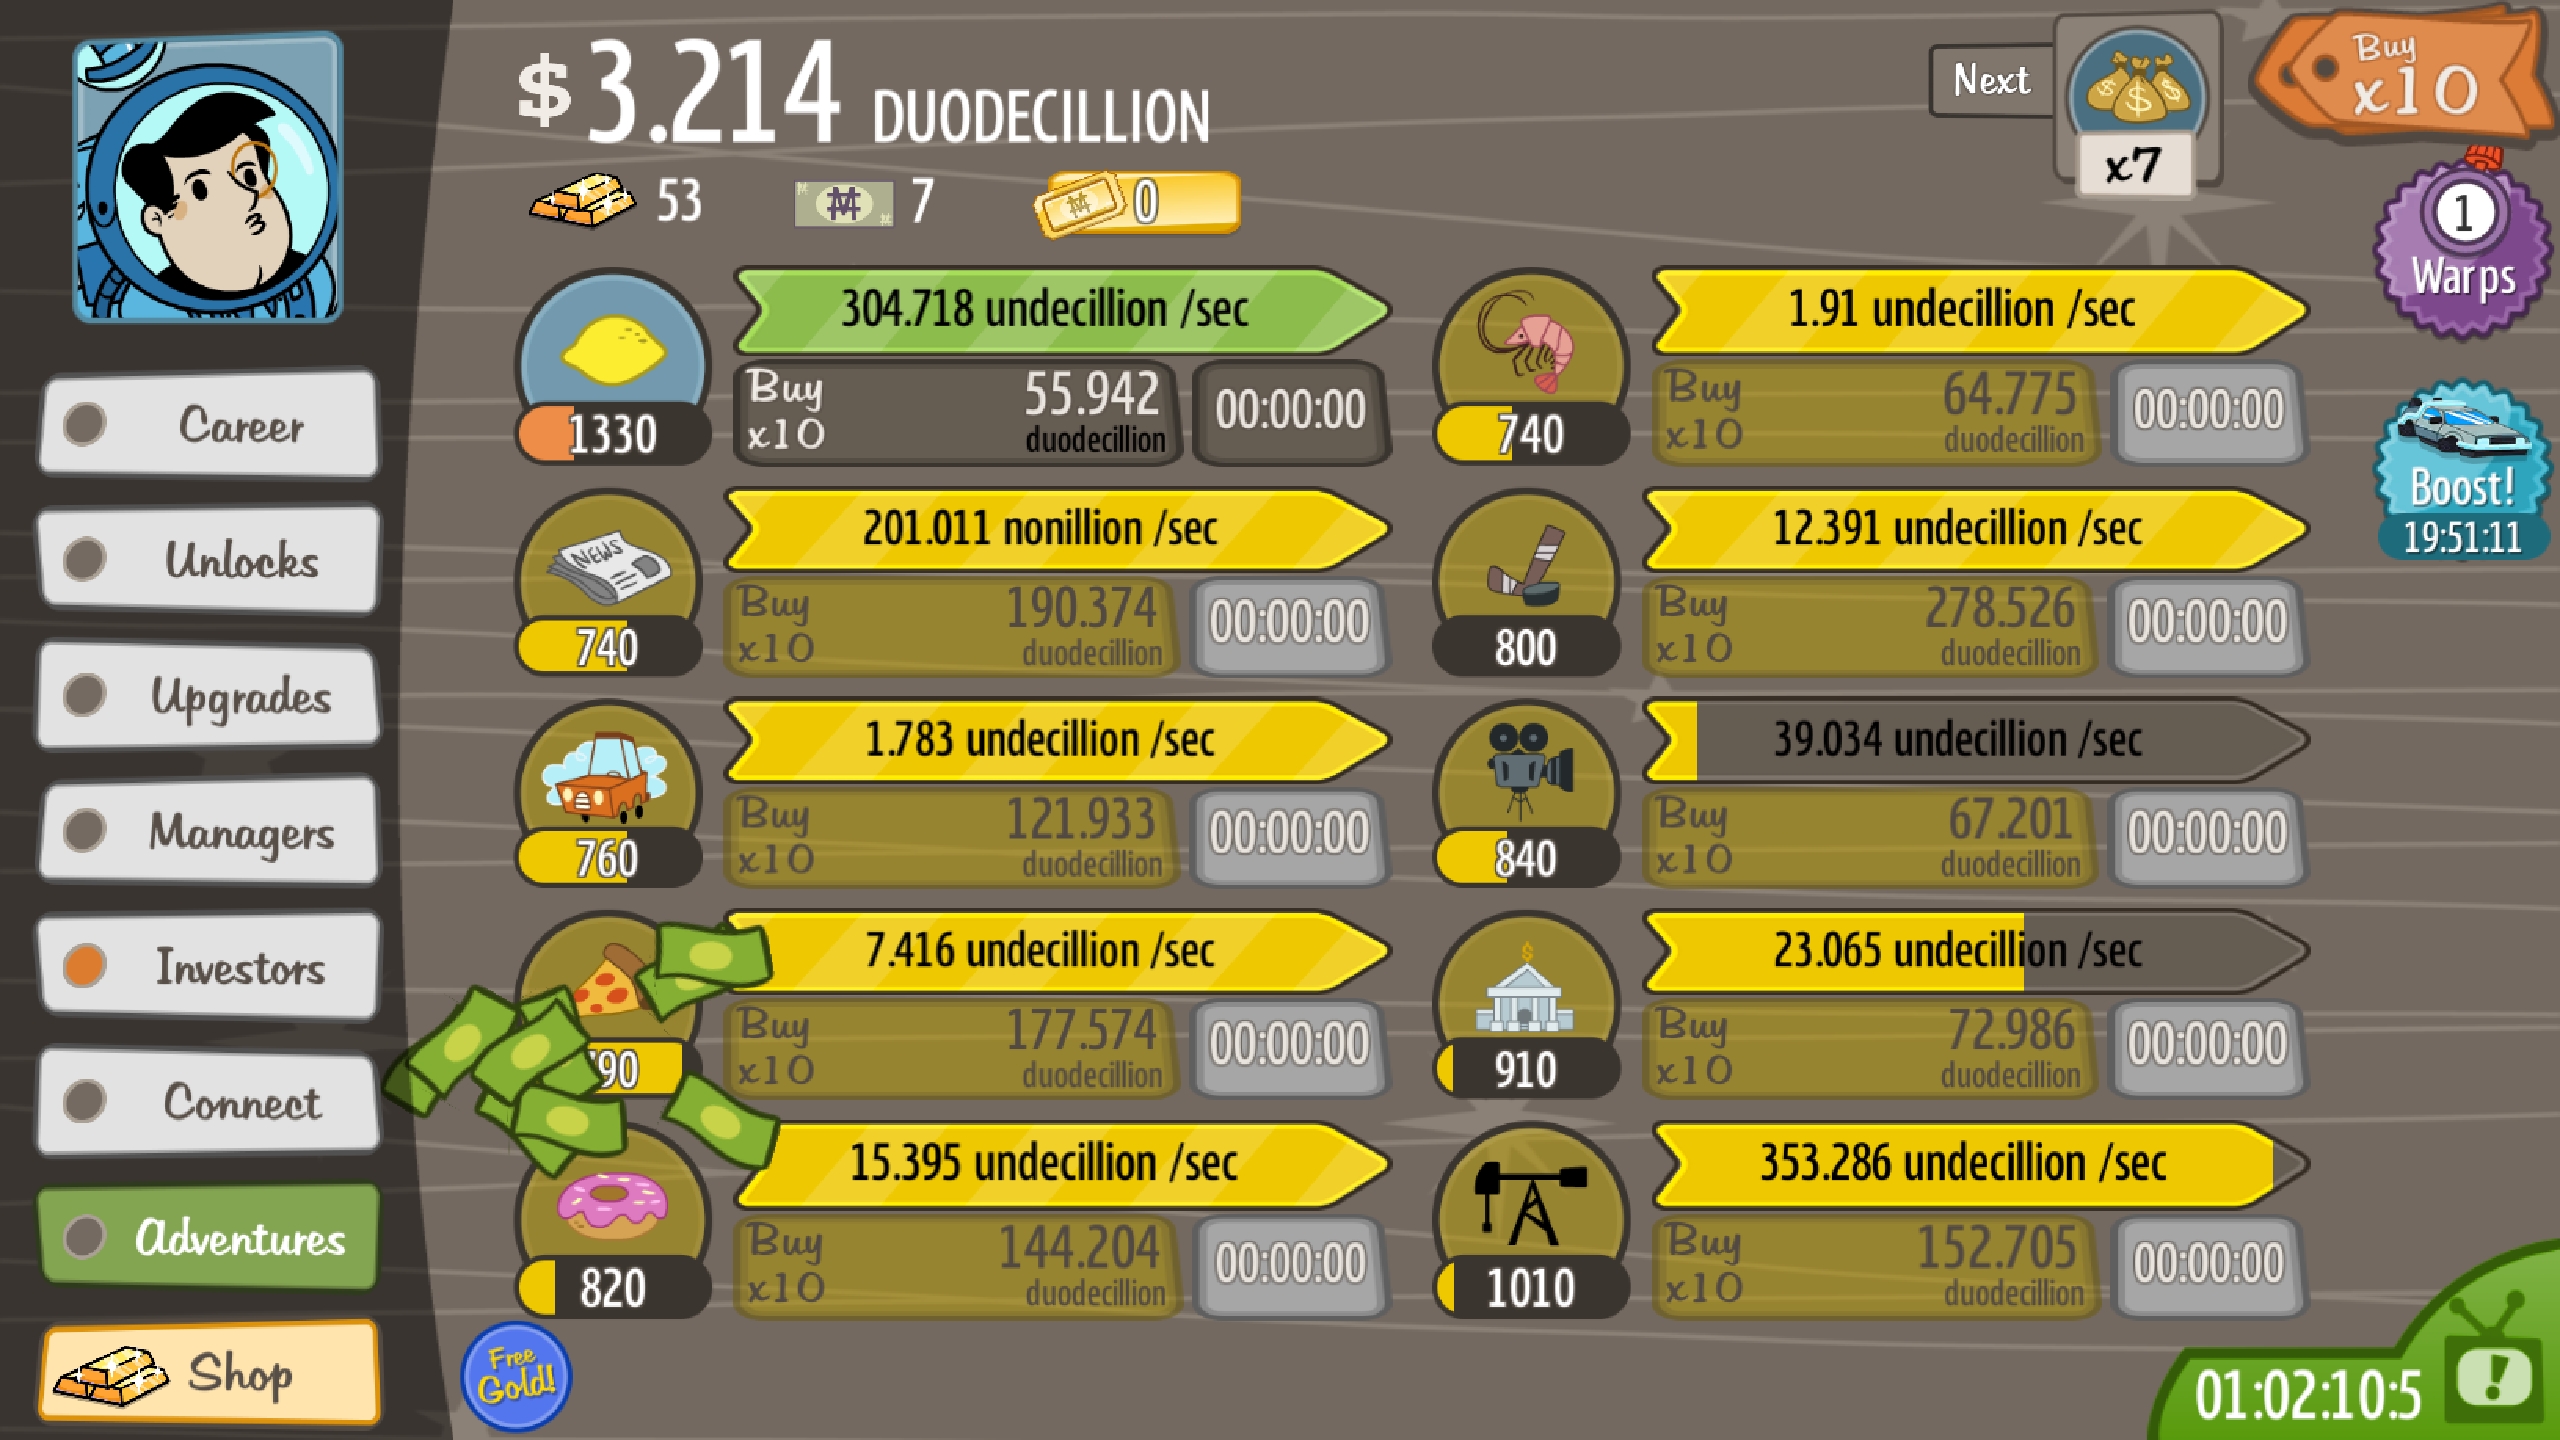 $3.214 DUODECILLION
53
7
0
Next
x7
Buy
x10
1
Warps
Boost!
19:51:11
Career
Unlocks
Upgrades
Managers
Investors
Connect
Adventures
Shop
304.718 undecillion /sec
1330
Buy
x10
55.942
duodecillion
00:00:00
1.91 undecillion /sec
740
Buy
x10
64.775
duodecillion
00:00:00
NEWS
201.011 nonillion /sec
740
Buy
x10
190.374
duodecillion
00:00:00
12.391 undecillion /sec
800
Buy
x10
278.526
duodecillion
00:00:00
1.783 undecillion /sec
760
Buy
x10
121.933
duodecillion
00:00:00
39.034 undecillion /sec
840
Buy
x10
67.201
duodecillion
00:00:00
7.416 undecillion /sec
Buy
x10
177.574
duodecillion
00:00:00
23.065 undecillion /sec
910
Buy
x10
72.986
duodecillion
00:00:00
15.395 undecillion /sec
820
Buy
x10
144.204
duodecillion
00:00:00
353.286 undecillion /sec
1010
Buy
x10
152.705
duodecillion
00:00:00
Free
Gold!
01:02:10:5